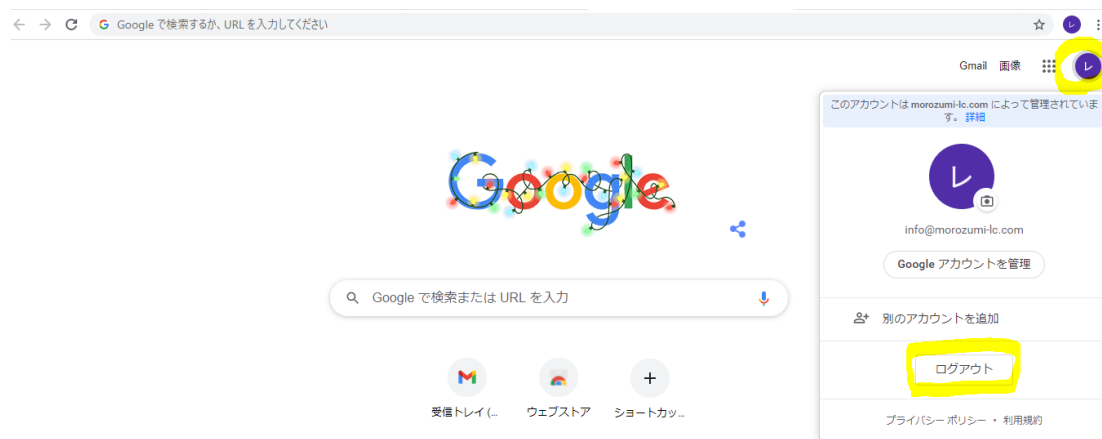 Google で検索するか、URL を入力してください
レ
Gmail 画像
レ
このアカウントは morozumi-lc.com によって管理されていま
す。 詳細
Google
レ
info@morozumi-lc.com
Google アカウントを管理
Google で検索または URL を入力
別のアカウントを追加
ログアウト
受信トレイ (... ウェブストア ショートカッ...
プライバシー ポリシー ・ 利用規約